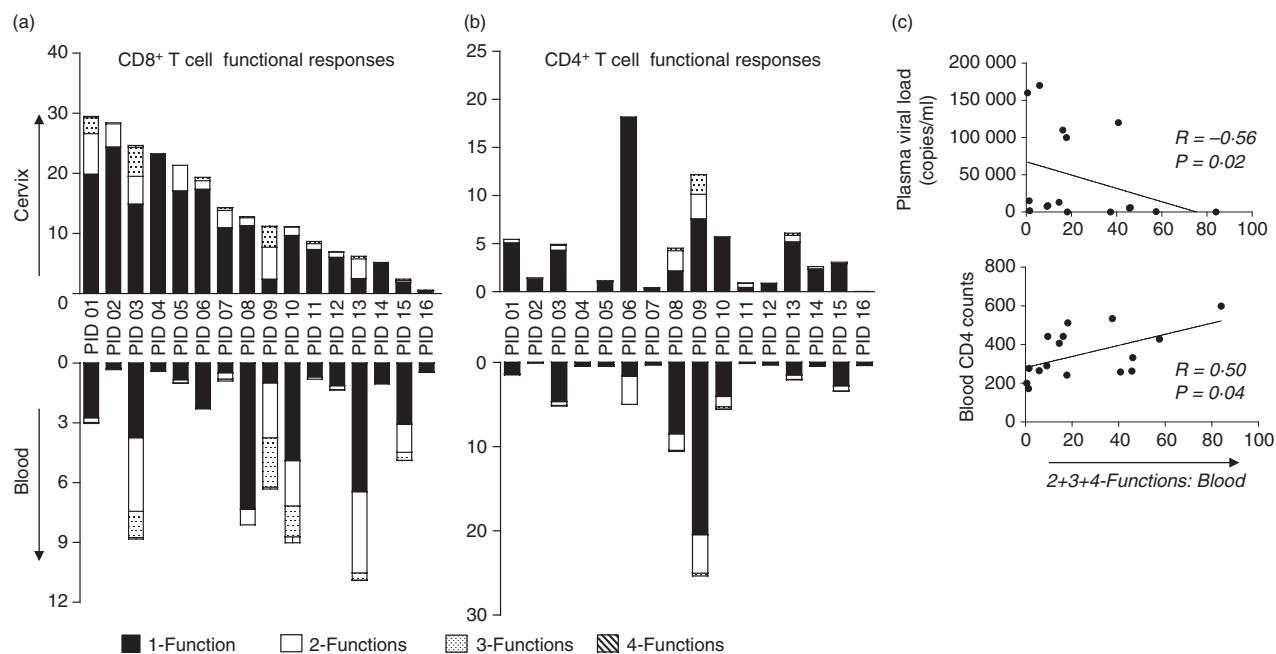 (a)
CD8+ T cell functional responses
40
30
20
10
0
Cervix
PID 01
PID 02
PID 03
PID 04
PID 05
PID 06
PID 07
PID 08
PID 09
PID 10
PID 11
PID 12
PID 13
PID 14
PID 15
PID 16
0
3
6
9
12
Blood
(b)
CD4+ T cell functional responses
25
20
15
10
5
0
PID 01
PID 02
PID 03
PID 04
PID 05
PID 06
PID 07
PID 08
PID 09
PID 10
PID 11
PID 12
PID 13
PID 14
PID 15
PID 16
0
10
20
30
1-Function
2-Functions
3-Functions
4-Functions
(c)
Plasma viral load
(copies/ml)
200 000
150 000
100 000
50 000
0
R = –0·56
P = 0·02
0 20 40 60 80 100
Blood CD4 counts
800
600
400
200
0
R = 0·50
P = 0·04
0 20 40 60 80 100
2+3+4-Functions: Blood